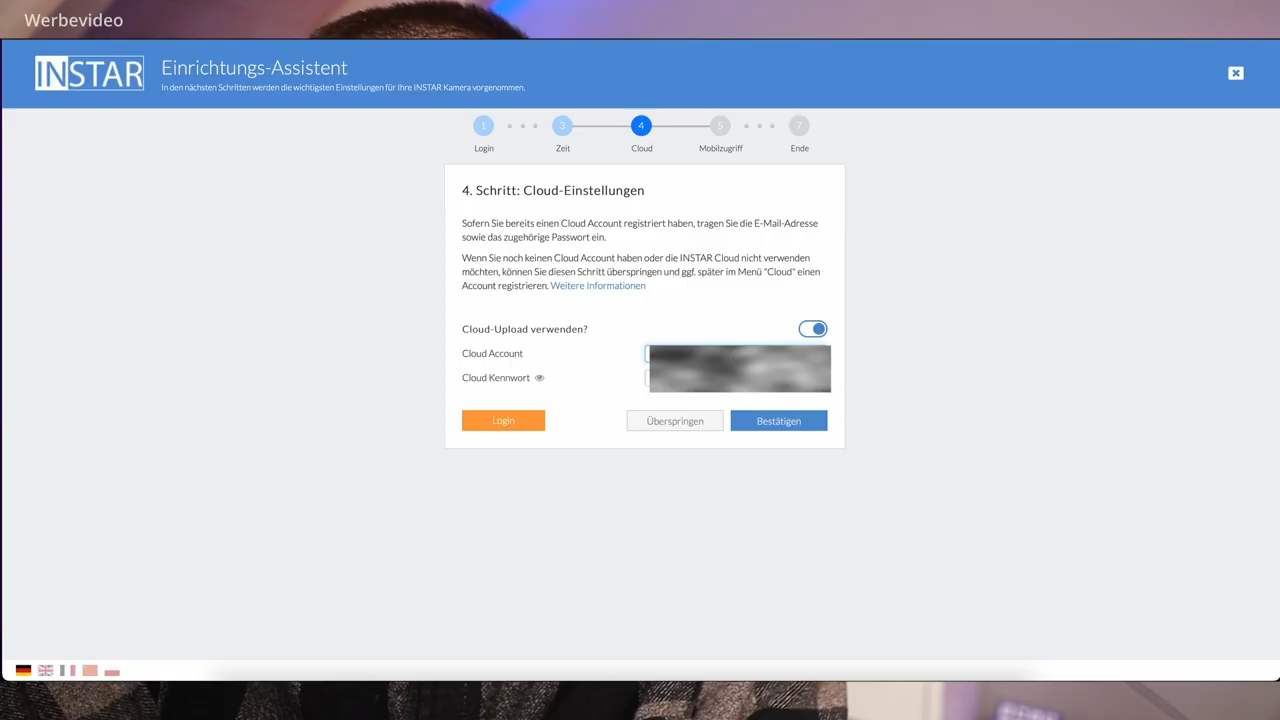 Werbevideo
INSTAR
Einrichtungs-Assistent
In den nächsten Schritten werden die wichtigsten Einstellungen für Ihre INSTAR Kamera vorgenommen.
1 3 4 5 7
Login Zeit Cloud Mobilzugriff Ende
4. Schritt: Cloud-Einstellungen
Sofern Sie bereits einen Cloud Account registriert haben, tragen Sie die E-Mail-Adresse
sowie das zugehörige Passwort ein.
Wenn Sie noch keinen Cloud Account haben oder die INSTAR Cloud nicht verwenden
möchten, können Sie diesen Schritt überspringen und ggf. später im Menü "Cloud" einen
Account registrieren. Weitere Informationen
Cloud-Upload verwenden?
Cloud Account
Cloud Kennwort
Login Überspringen Bestätigen